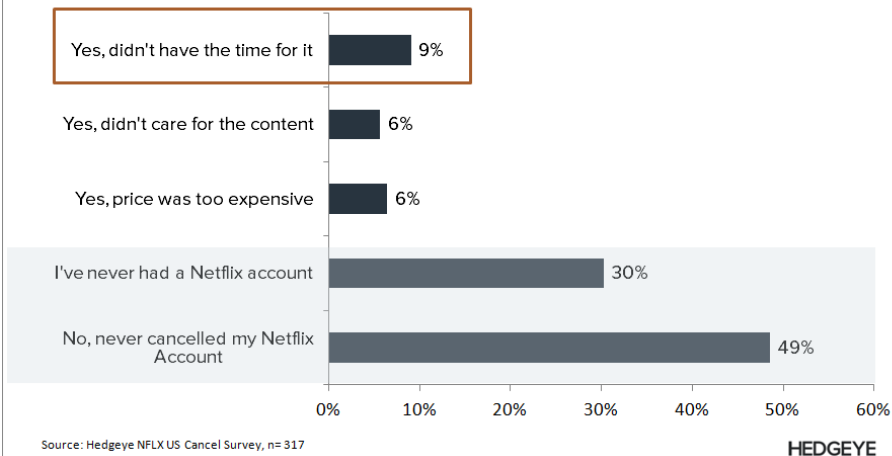 Yes, didn't have the time for it 9%
Yes, didn't care for the content 6%
Yes, price was too expensive 6%
I've never had a Netflix account 30%
No, never cancelled my Netflix
Account 49%
0% 10% 20% 30% 40% 50% 60%
Source: Hedgeye NFLX US Cancel Survey, n= 317
HEDGEYE